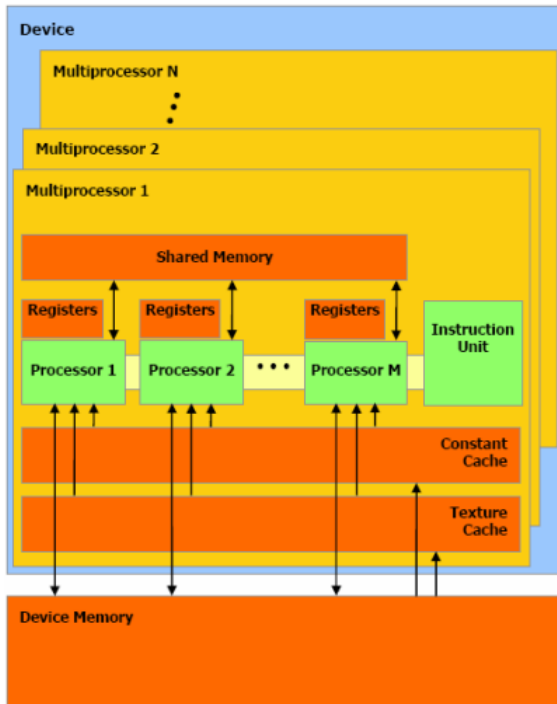 Device
Multiprocessor N
Multiprocessor 2
Multiprocessor 1
Shared Memory
Registers
Registers
Registers
Instruction
Unit
Processor 1
Processor 2
Processor M
Constant
Cache
Texture
Cache
Device Memory